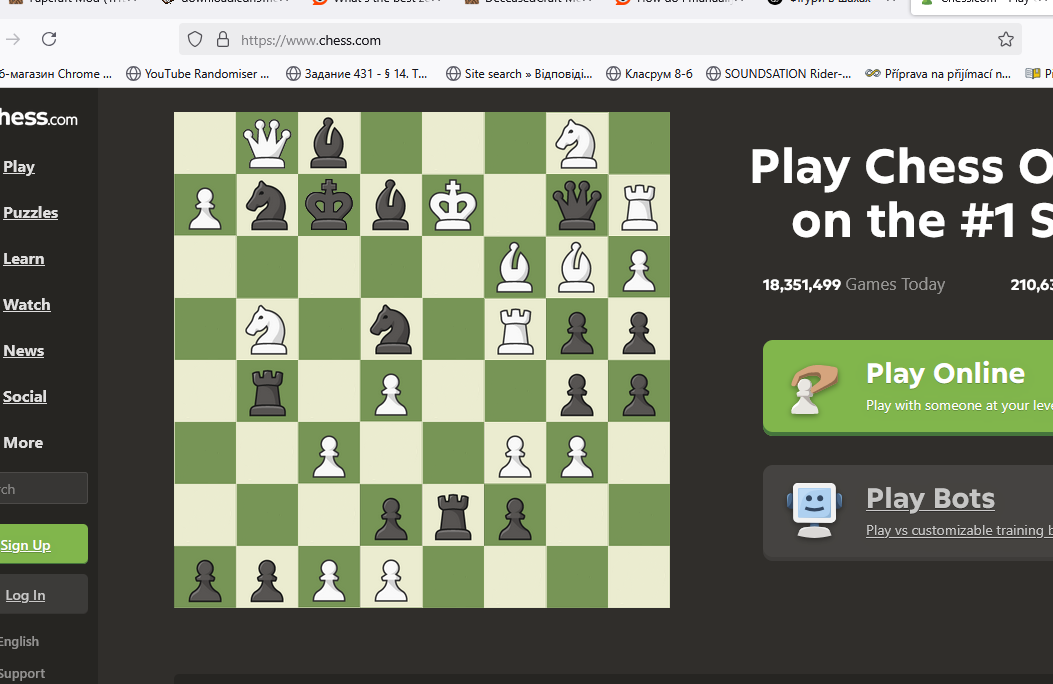 https://www.chess.com
б-магазин Chrome ...
YouTube Randomiser ...
Задание 431 - § 14. Т...
Site search » Відповіді...
Класрум 8-б
SOUNDSATION Rider-...
Příprava na přijímací n...
hess.com
Play
Puzzles
Learn
Watch
News
Social
More
rch
Sign Up
Log In
English
Support
Play Chess O
on the #1 S
18,351,499 Games Today
210,63
Play Online
Play with someone at your leve
Play Bots
Play vs customizable training b